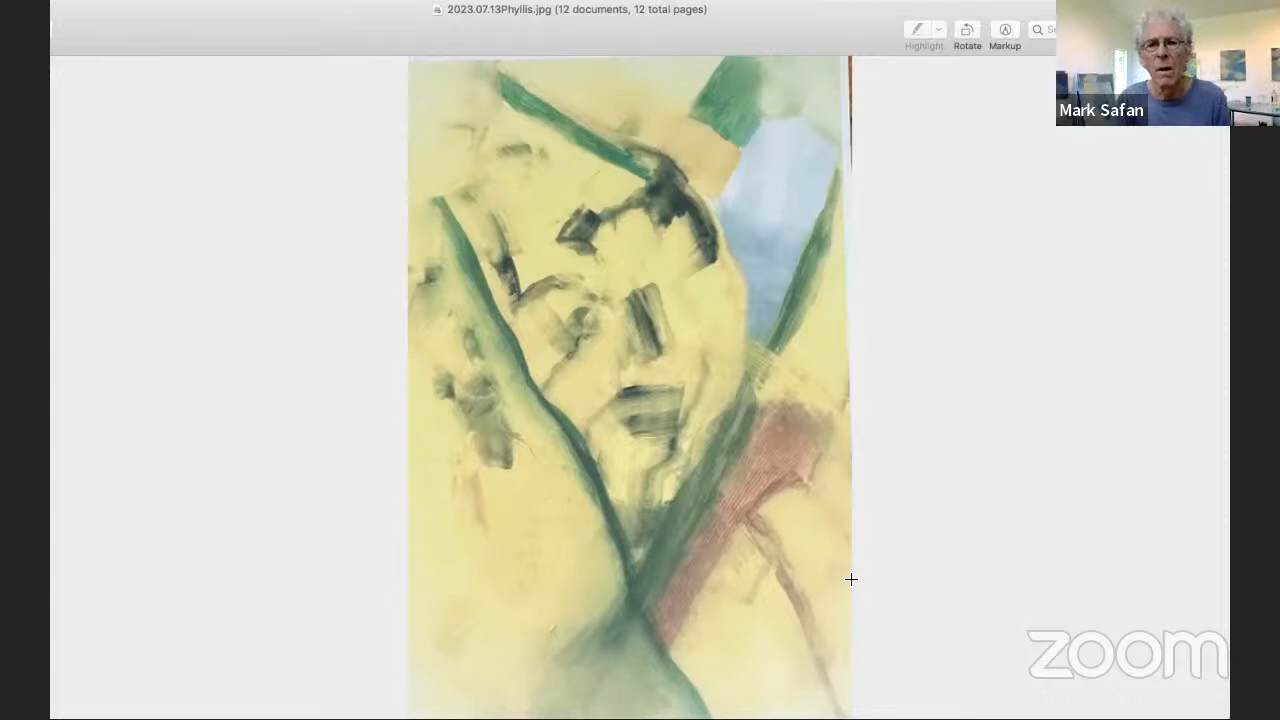 2023.07.13Phyllis.jpg (12 documents, 12 total pages)
Highlight
Rotate
Markup
Mark Safan
zoom